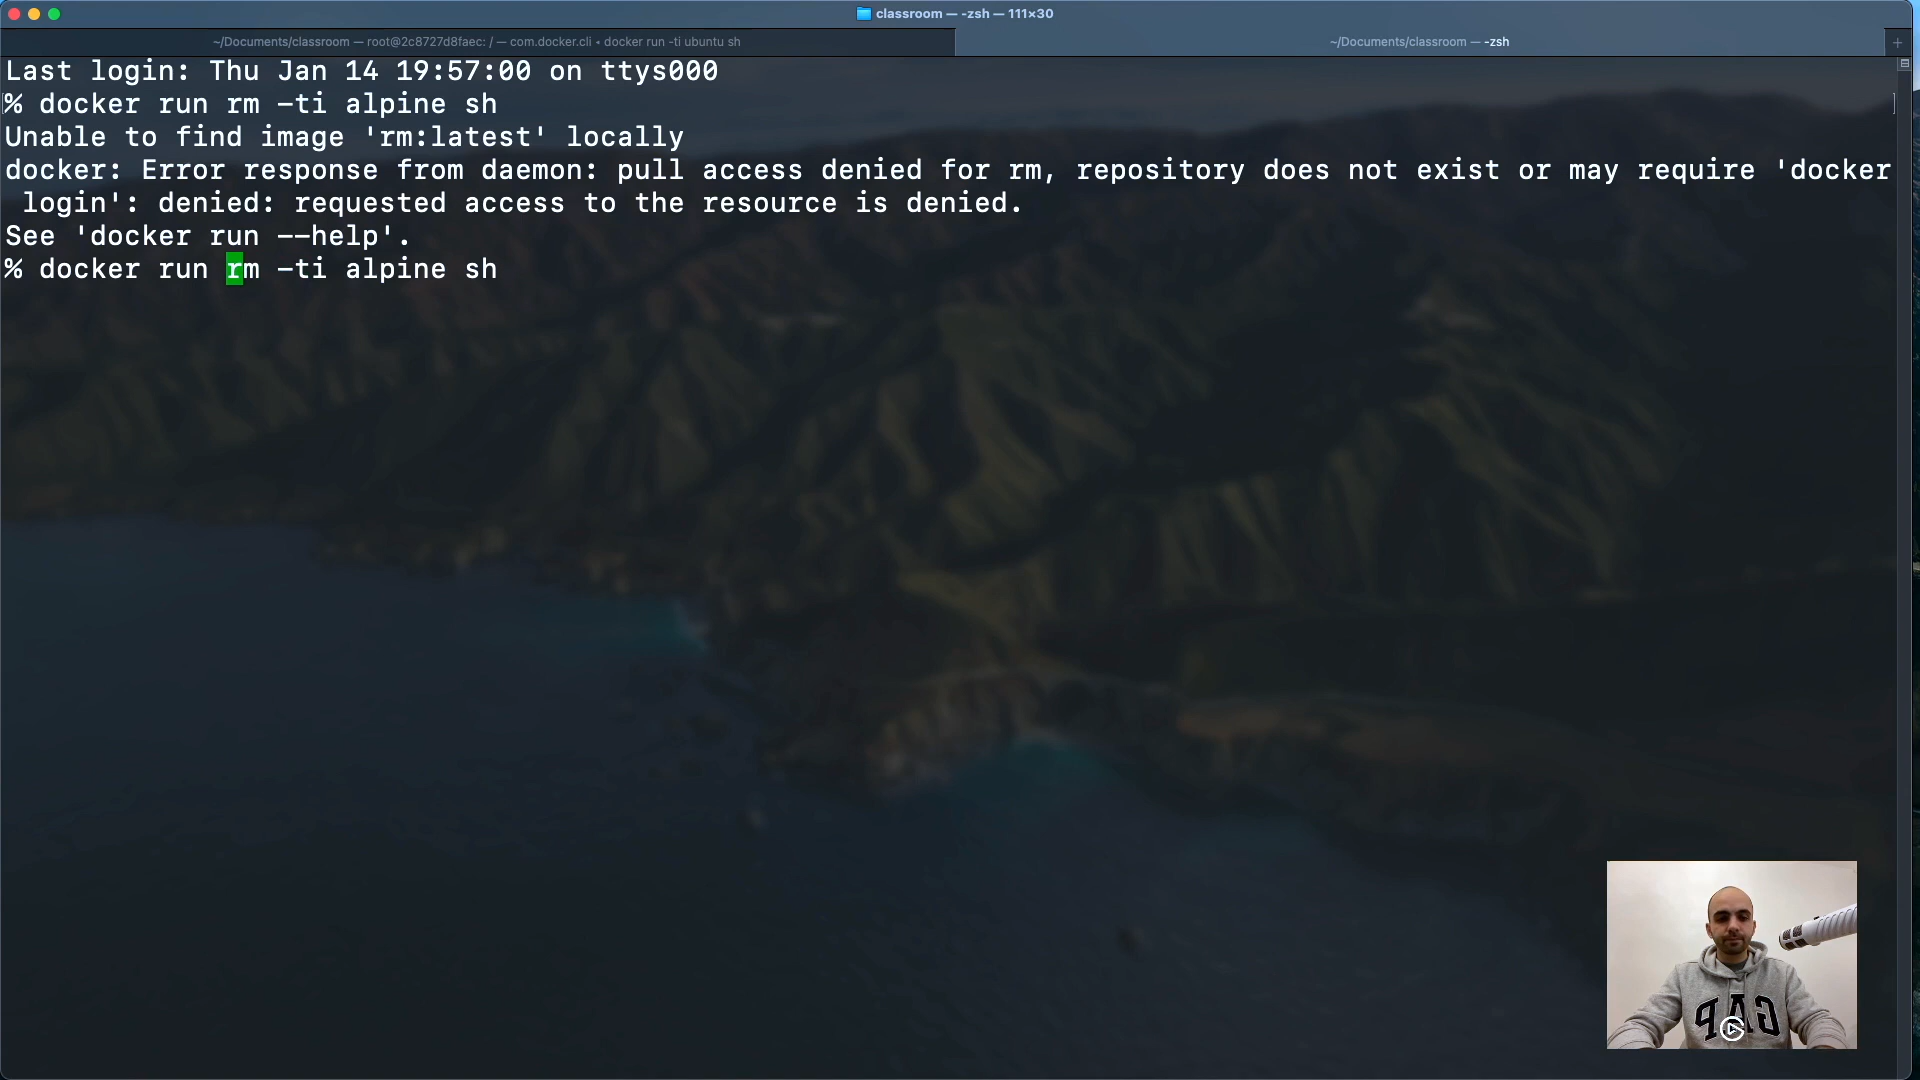 classroom — -zsh — 111×30
~/Documents/classroom — root@2c8727d8faec: / — com.docker.cli ◂ docker run -ti ubuntu sh
~/Documents/classroom — -zsh
Last login: Thu Jan 14 19:57:00 on ttys000
% docker run rm -ti alpine sh
Unable to find image 'rm:latest' locally
docker: Error response from daemon: pull access denied for rm, repository does not exist or may require 'docker
login': denied: requested access to the resource is denied.
See 'docker run --help'.
% docker run rm -ti alpine sh
GAP